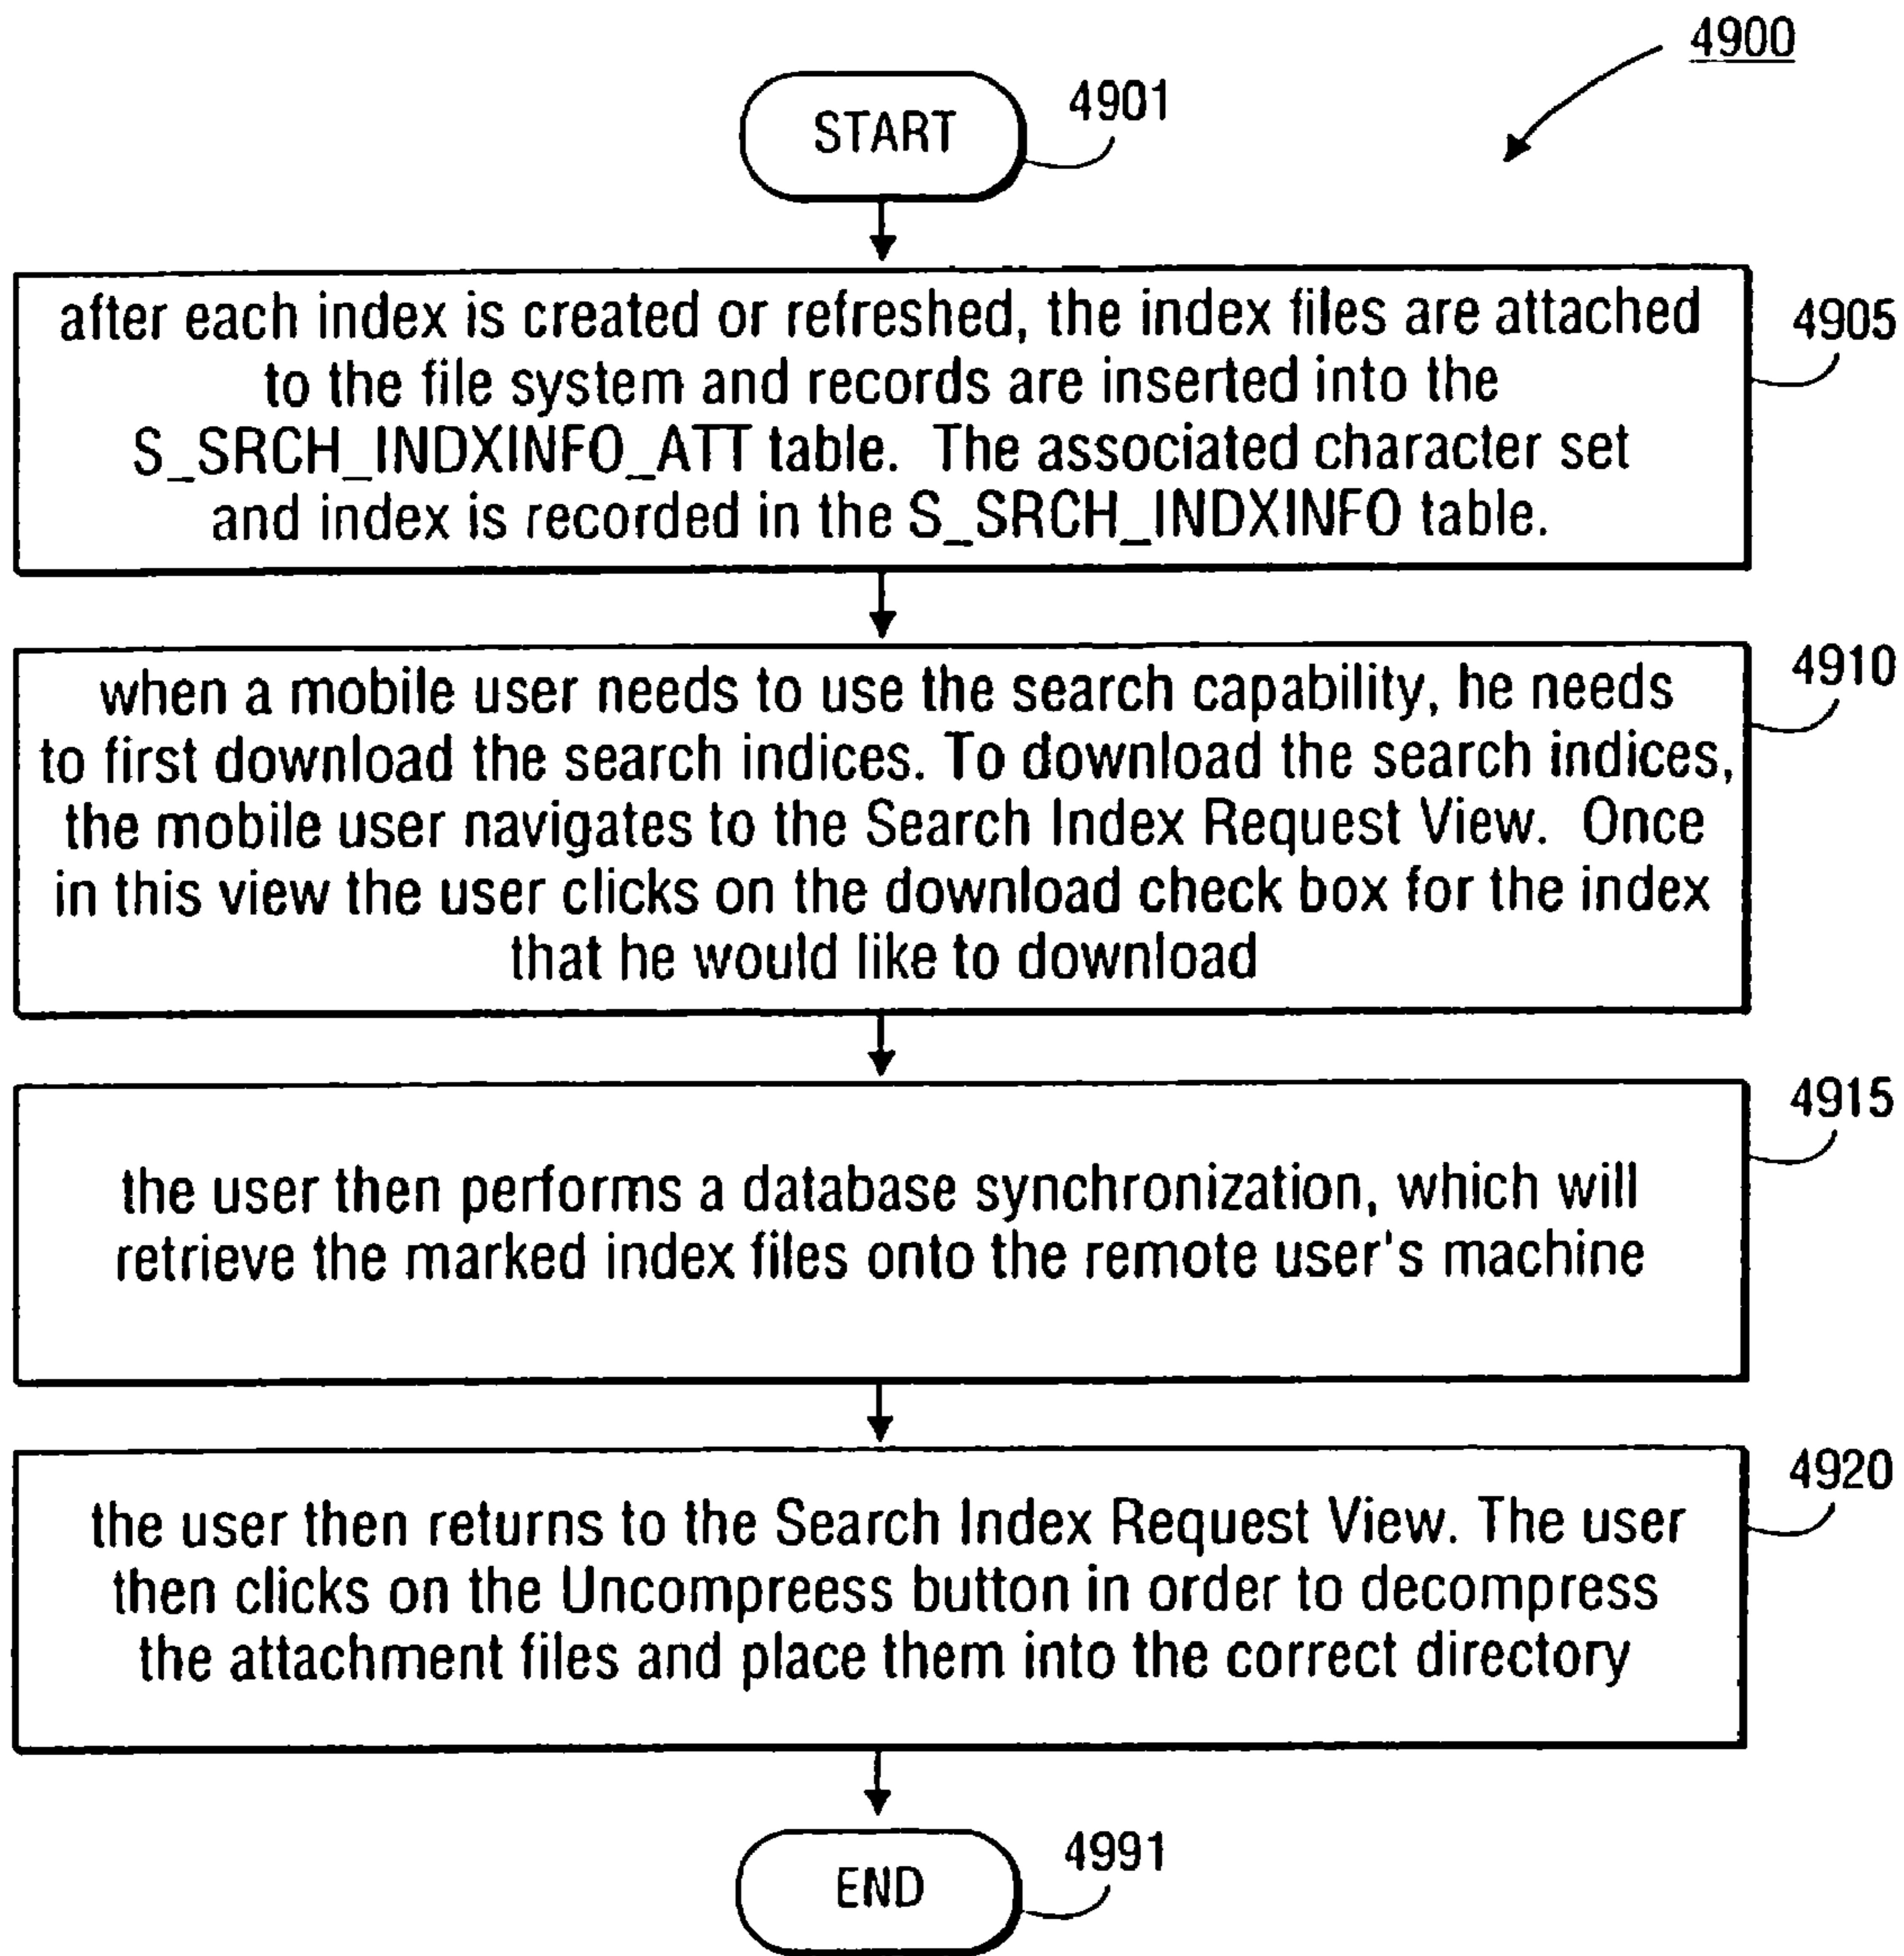 4900
START
4901
after each index is created or refreshed, the index files are attached
to the file system and records are inserted into the
S_SRCH_INDXINFO_ATT table. The associated character set
and index is recorded in the S_SRCH_INDXINFO table.
4905
when a mobile user needs to use the search capability, he needs
to first download the search indices. To download the search indices,
the mobile user navigates to the Search Index Request View. Once
in this view the user clicks on the download check box for the index
that he would like to download
4910
the user then performs a database synchronization, which will
retrieve the marked index files onto the remote user's machine
4915
the user then returns to the Search Index Request View. The user
then clicks on the Uncompreess button in order to decompress
the attachment files and place them into the correct directory
4920
END
4991